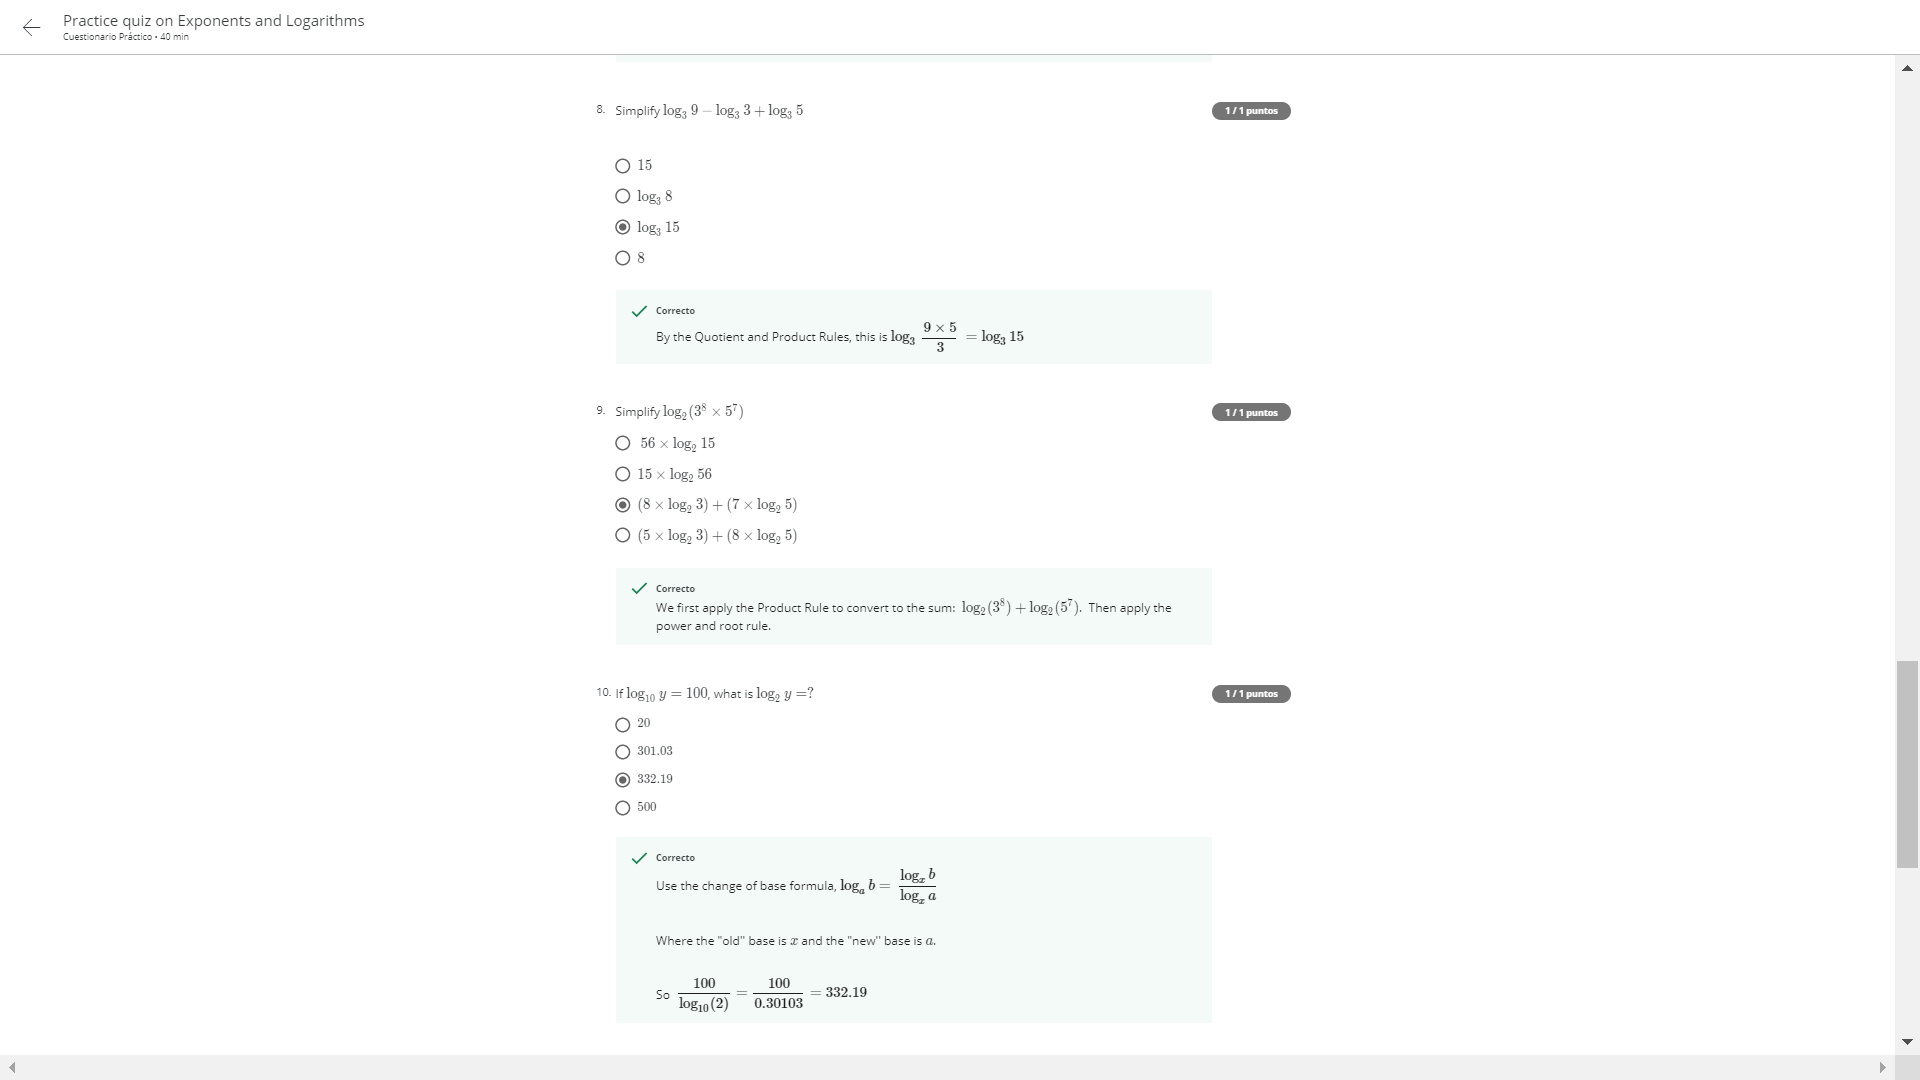 Practice quiz on Exponents and Logarithms
Cuestionario Práctico • 40 min
8. Simplify log₃ 9 − log₃ 3 + log₃ 5
1 / 1 puntos
15
log₃ 8
log₃ 15
8
Correcto
By the Quotient and Product Rules, this is log₃ (9 × 5)/3 = log₃ 15
9. Simplify log₂(3⁸ × 5⁷)
1 / 1 puntos
56 × log₂ 15
15 × log₂ 56
(8 × log₂ 3) + (7 × log₂ 5)
(5 × log₂ 3) + (8 × log₂ 5)
Correcto
We first apply the Product Rule to convert to the sum: log₂(3⁸) + log₂(5⁷). Then apply the
power and root rule.
10. If log₁₀ y = 100, what is log₂ y =?
1 / 1 puntos
20
301.03
332.19
500
Correcto
Use the change of base formula, logₐ b = logₓ b / logₓ a
Where the "old" base is x and the "new" base is a.
So 100 / log₁₀(2) = 100 / 0.30103 = 332.19